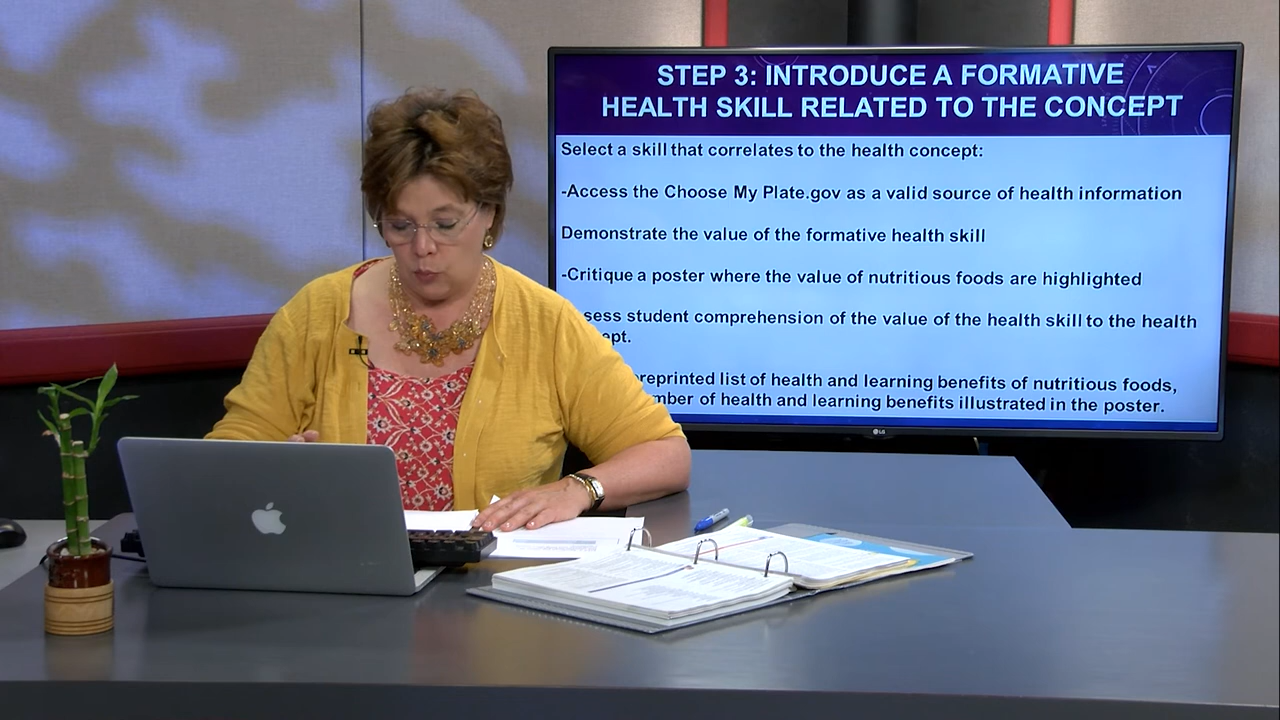 STEP 3: INTRODUCE A FORMATIVE
HEALTH SKILL RELATED TO THE CONCEPT
Select a skill that correlates to the health concept:
-Access the Choose My Plate.gov as a valid source of health information
Demonstrate the value of the formative health skill
-Critique a poster where the value of nutritious foods are highlighted
sess student comprehension of the value of the health skill to the health
ept.
preprinted list of health and learning benefits of nutritious foods,
mber of health and learning benefits illustrated in the poster.
LG